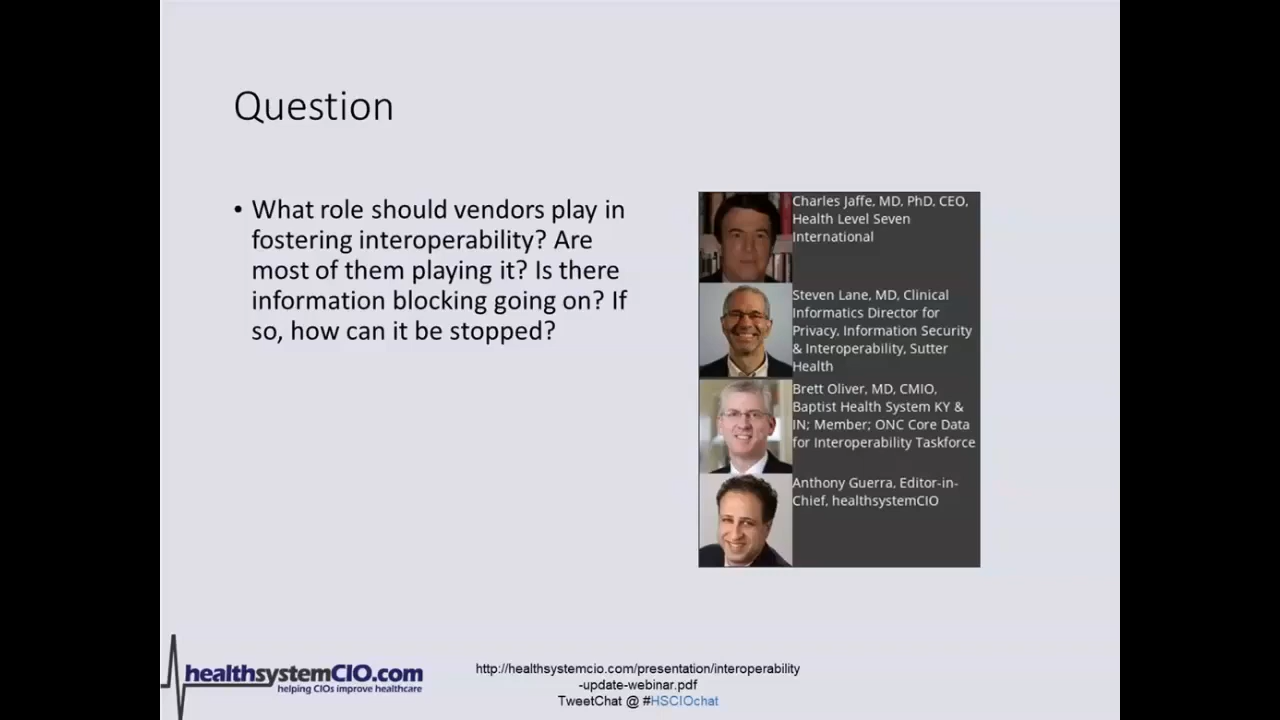 Question
• What role should vendors play in
fostering interoperability? Are
most of them playing it? Is there
information blocking going on? If
so, how can it be stopped?
Charles Jaffe, MD, PhD, CEO,
Health Level Seven
International
Steven Lane, MD, Clinical
Informatics Director for
Privacy, Information Security
& Interoperability, Sutter
Health
Brett Oliver, MD, CMIO,
Baptist Health System KY &
IN; Member; ONC Core Data
for Interoperability Taskforce
Anthony Guerra, Editor-in-
Chief, healthsystemCIO
healthsystemCIO.com
helping CIOs improve healthcare
http://healthsystemcio.com/presentation/interoperability
-update-webinar.pdf
TweetChat @ #HSCIOchat